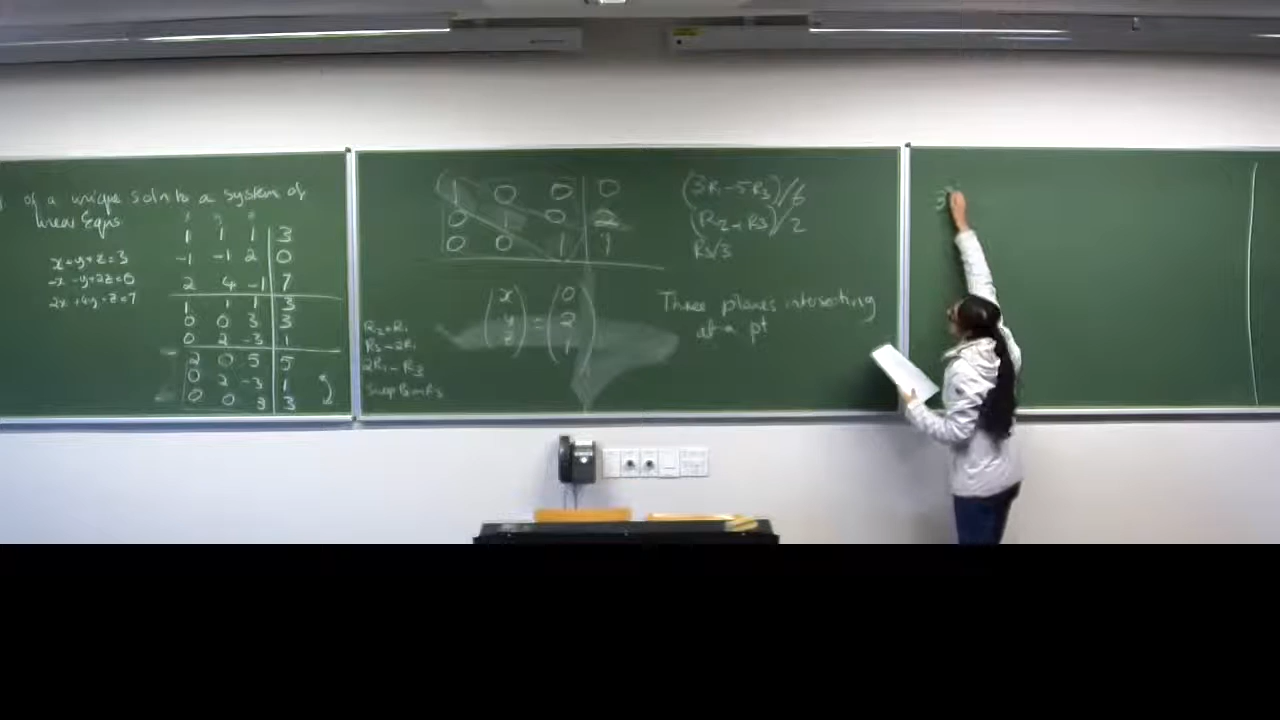 of a unique soln to a system of
linear Eqns
x+y+z=3
-x-y+2z=0
2x+4y-z=7
x y z
1 1 1 | 3
-1 -1 2 | 0
2 4 -1 | 7
1 1 1 | 3
0 0 3 | 3
0 2 -3 | 1
2 0 5 | 5
0 2 -3 | 1
0 0 3 | 3
R2+R1
R3-2R1
2R1-R3
1 0 0 | 0
0 1 0 | 2
0 0 1 | 1
(3R1-5R3)/6
(R2+R3)/2
R3/3
(x y z) = (0 2 1)
Three planes intersecting
at a pt